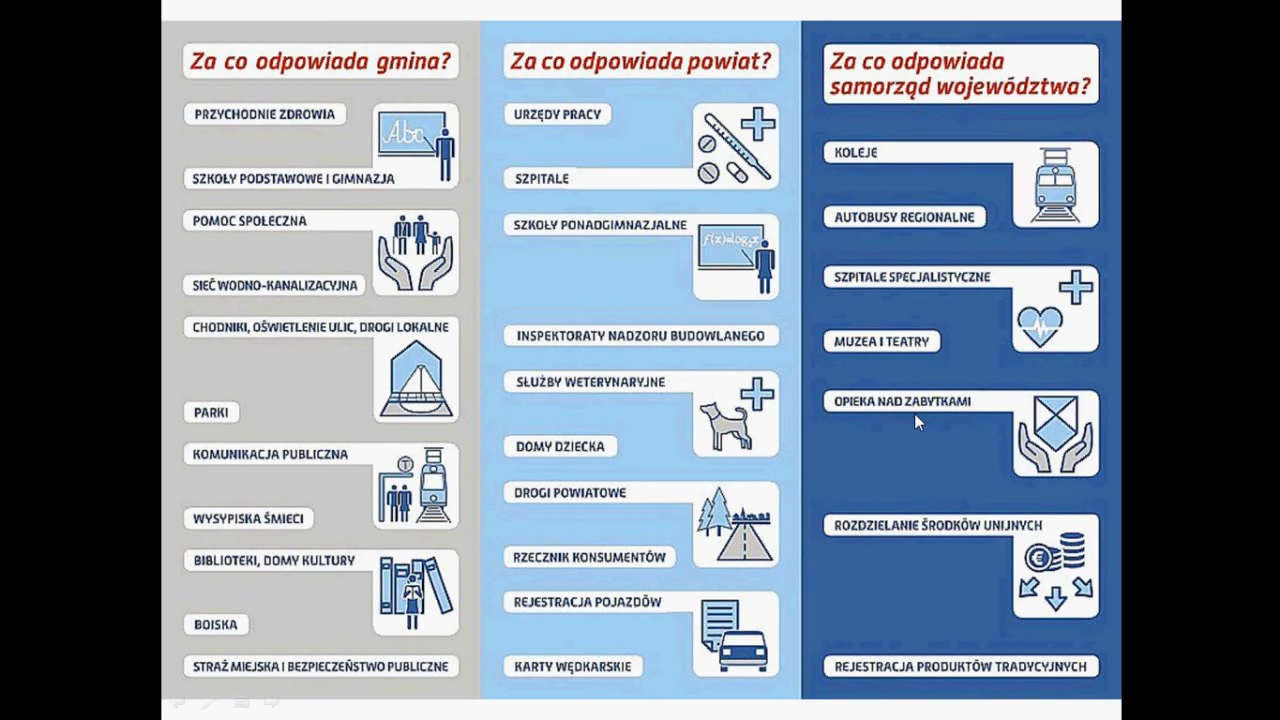 Za co odpowiada gmina?
PRZYCHODNIE ZDROWIA
Abc
SZKOŁY PODSTAWOWE I GIMNAZJA
POMOC SPOŁECZNA
SIEĆ WODNO-KANALIZACYJNA
CHODNIKI, OŚWIETLENIE ULIC, DROGI LOKALNE
PARKI
KOMUNIKACJA PUBLICZNA
T
WYSYPISKA ŚMIECI
BIBLIOTEKI, DOMY KULTURY
BOISKA
STRAŻ MIEJSKA I BEZPIECZEŃSTWO PUBLICZNE
Za co odpowiada powiat?
URZĘDY PRACY
SZPITALE
SZKOŁY PONADGIMNAZJALNE
f(x)=log₂x
INSPEKTORATY NADZORU BUDOWLANEGO
SŁUŻBY WETERYNARYJNE
DOMY DZIECKA
DROGI POWIATOWE
RZECZNIK KONSUMENTÓW
REJESTRACJA POJAZDÓW
KARTY WĘDKARSKIE
Za co odpowiada
samorząd województwa?
KOLEJE
AUTOBUSY REGIONALNE
SZPITALE SPECJALISTYCZNE
MUZEA I TEATRY
OPIEKA NAD ZABYTKAMI
ROZDZIELANIE ŚRODKÓW UNIJNYCH
€
REJESTRACJA PRODUKTÓW TRADYCYJNYCH